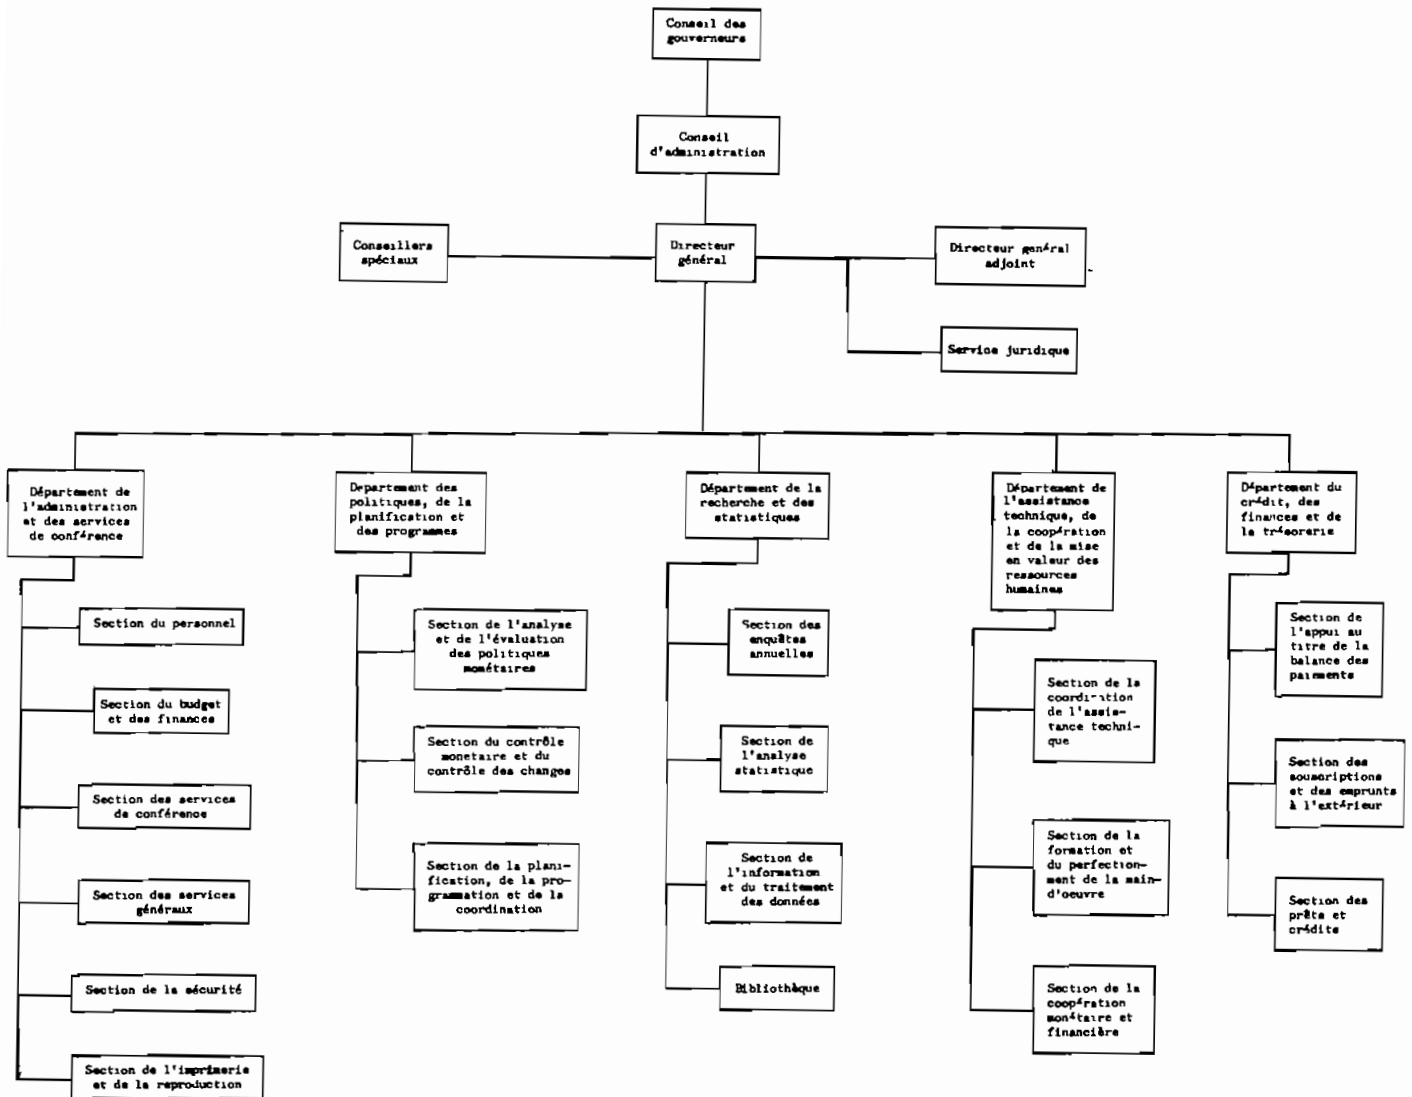 Conseil des
gouverneurs
Conseil
d'administration
Conseillers
spéciaux
Directeur
général
Directeur général
adjoint
Service juridique
Département de
l'administration
et des services
de conférence
Section du personnel
Section du budget
et des finances
Section des services
de conférence
Section des services
généraux
Section de la sécurité
Section de l'imprimerie
et de la reproduction
Departement des
politiques, de la
planification et
des programmes
Section de l'analyse
et de l'évaluation
des politiques
monétaires
Section du contrôle
monetaire et du
contrôle des changes
Section de la plani-
fication, de la pro-
grammation et de la
coordination
Département de la
recherche et des
statistiques
Section des
enquêtes
annuelles
Section de
l'analyse
statistique
Section de
l'information
et du traitement
des données
Bibliothèque
Département de
l'assistance
technique, de
la coopération
et de la mise
en valeur des
ressources
humaines
Section de la
coordination
de l'assis-
tance techni-
que
Section de la
formation et
du perfection-
ment de la main-
d'oeuvre
Section de la
coopération
monétaire et
financière
Département du
crédit, des
finances et de
la trésorerie
Section de
l'appui au
titre de la
balance des
paiements
Section des
souscriptions
et des emprunts
à l'extérieur
Section des
prêts et
crédits